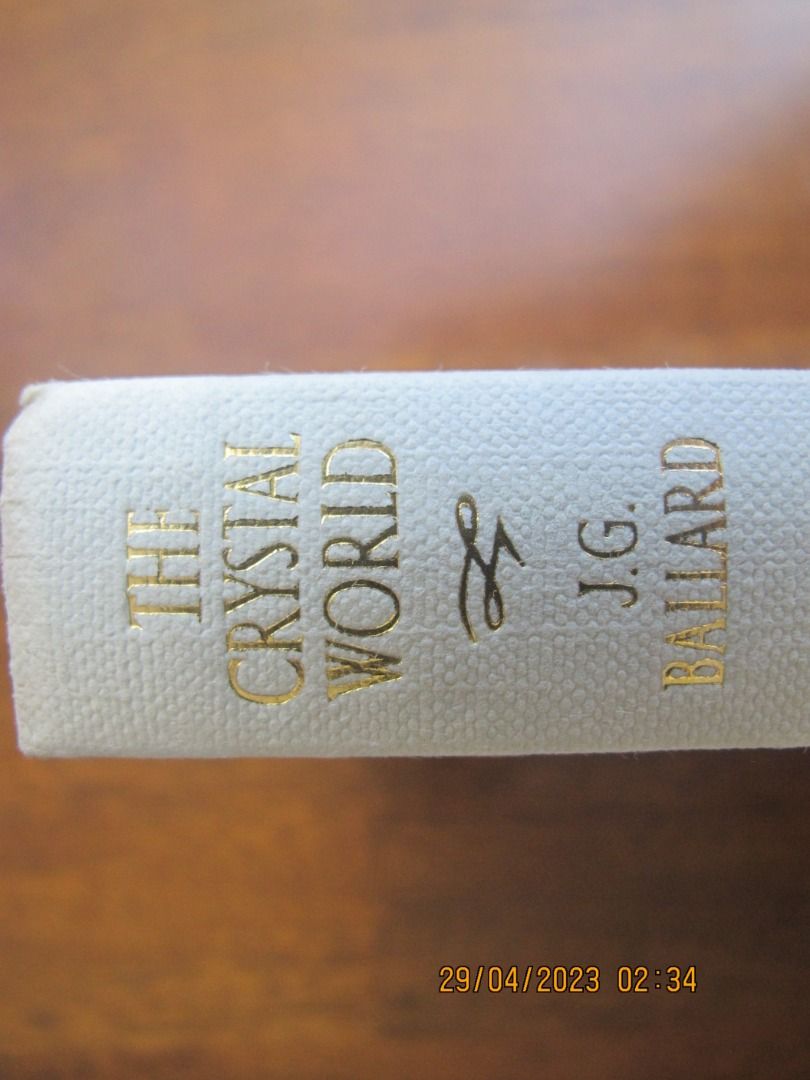 THE
CRYSTAL
WORLD
J.G.
BALLARD
29/04/2023 02:34